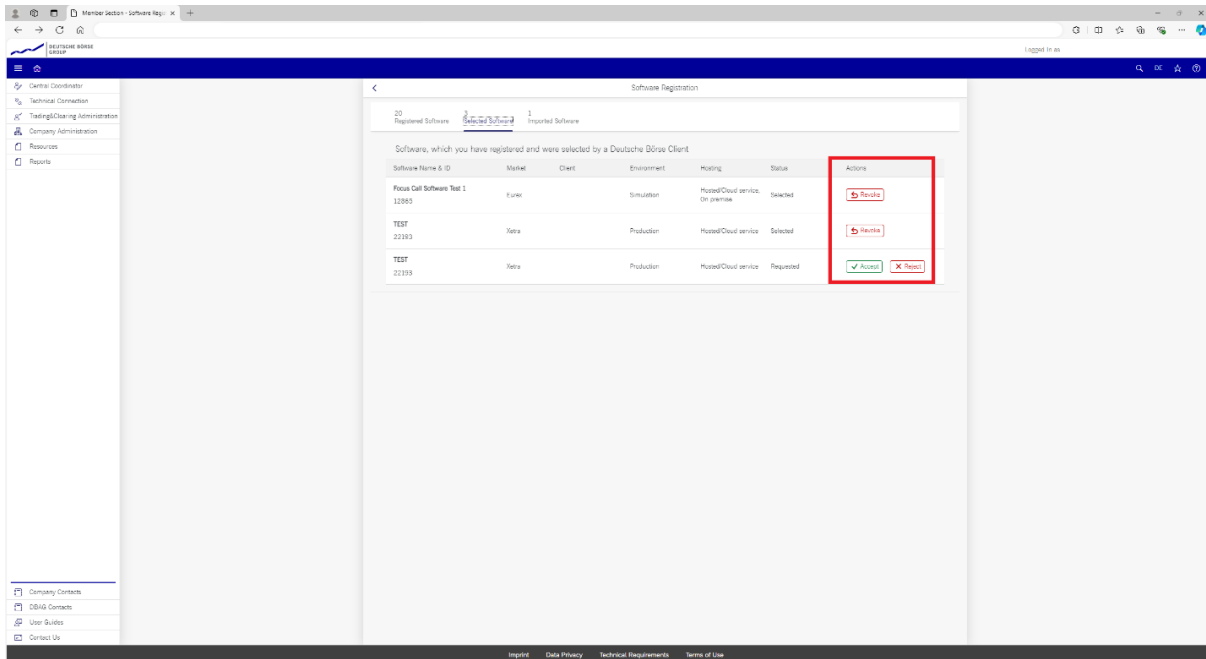 Member Section - Software Regis
DEUTSCHE BÖRSE
GROUP
Logged in as
DE
Central Coordinator
Technical Connection
Trading&Clearing Administration
Company Administration
Resources
Reports
Software Registration
20
Registered Software
3
Selected Software
1
Imported Software
Software, which you have registered and were selected by a Deutsche Börse Client
Software Name & ID Market Client Environment Hosting Status Actions
Focus Call Software Test 1
12865
Eurex Simulation Hosted/Cloud service, On premise Selected Revoke
TEST
22183
Xetra Production Hosted/Cloud service Selected Revoke
TEST
22193
Xetra Production Hosted/Cloud service Requested Accept Reject
Company Contacts
DBAG Contacts
User Guides
Contact Us
Imprint Data Privacy Technical Requirements Terms of Use